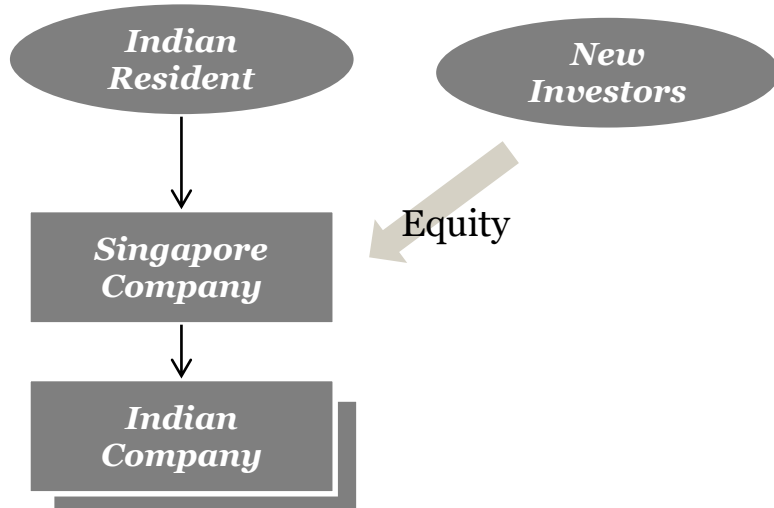 Indian
Resident
New
Investors
Equity
Singapore
Company
Indian
Company